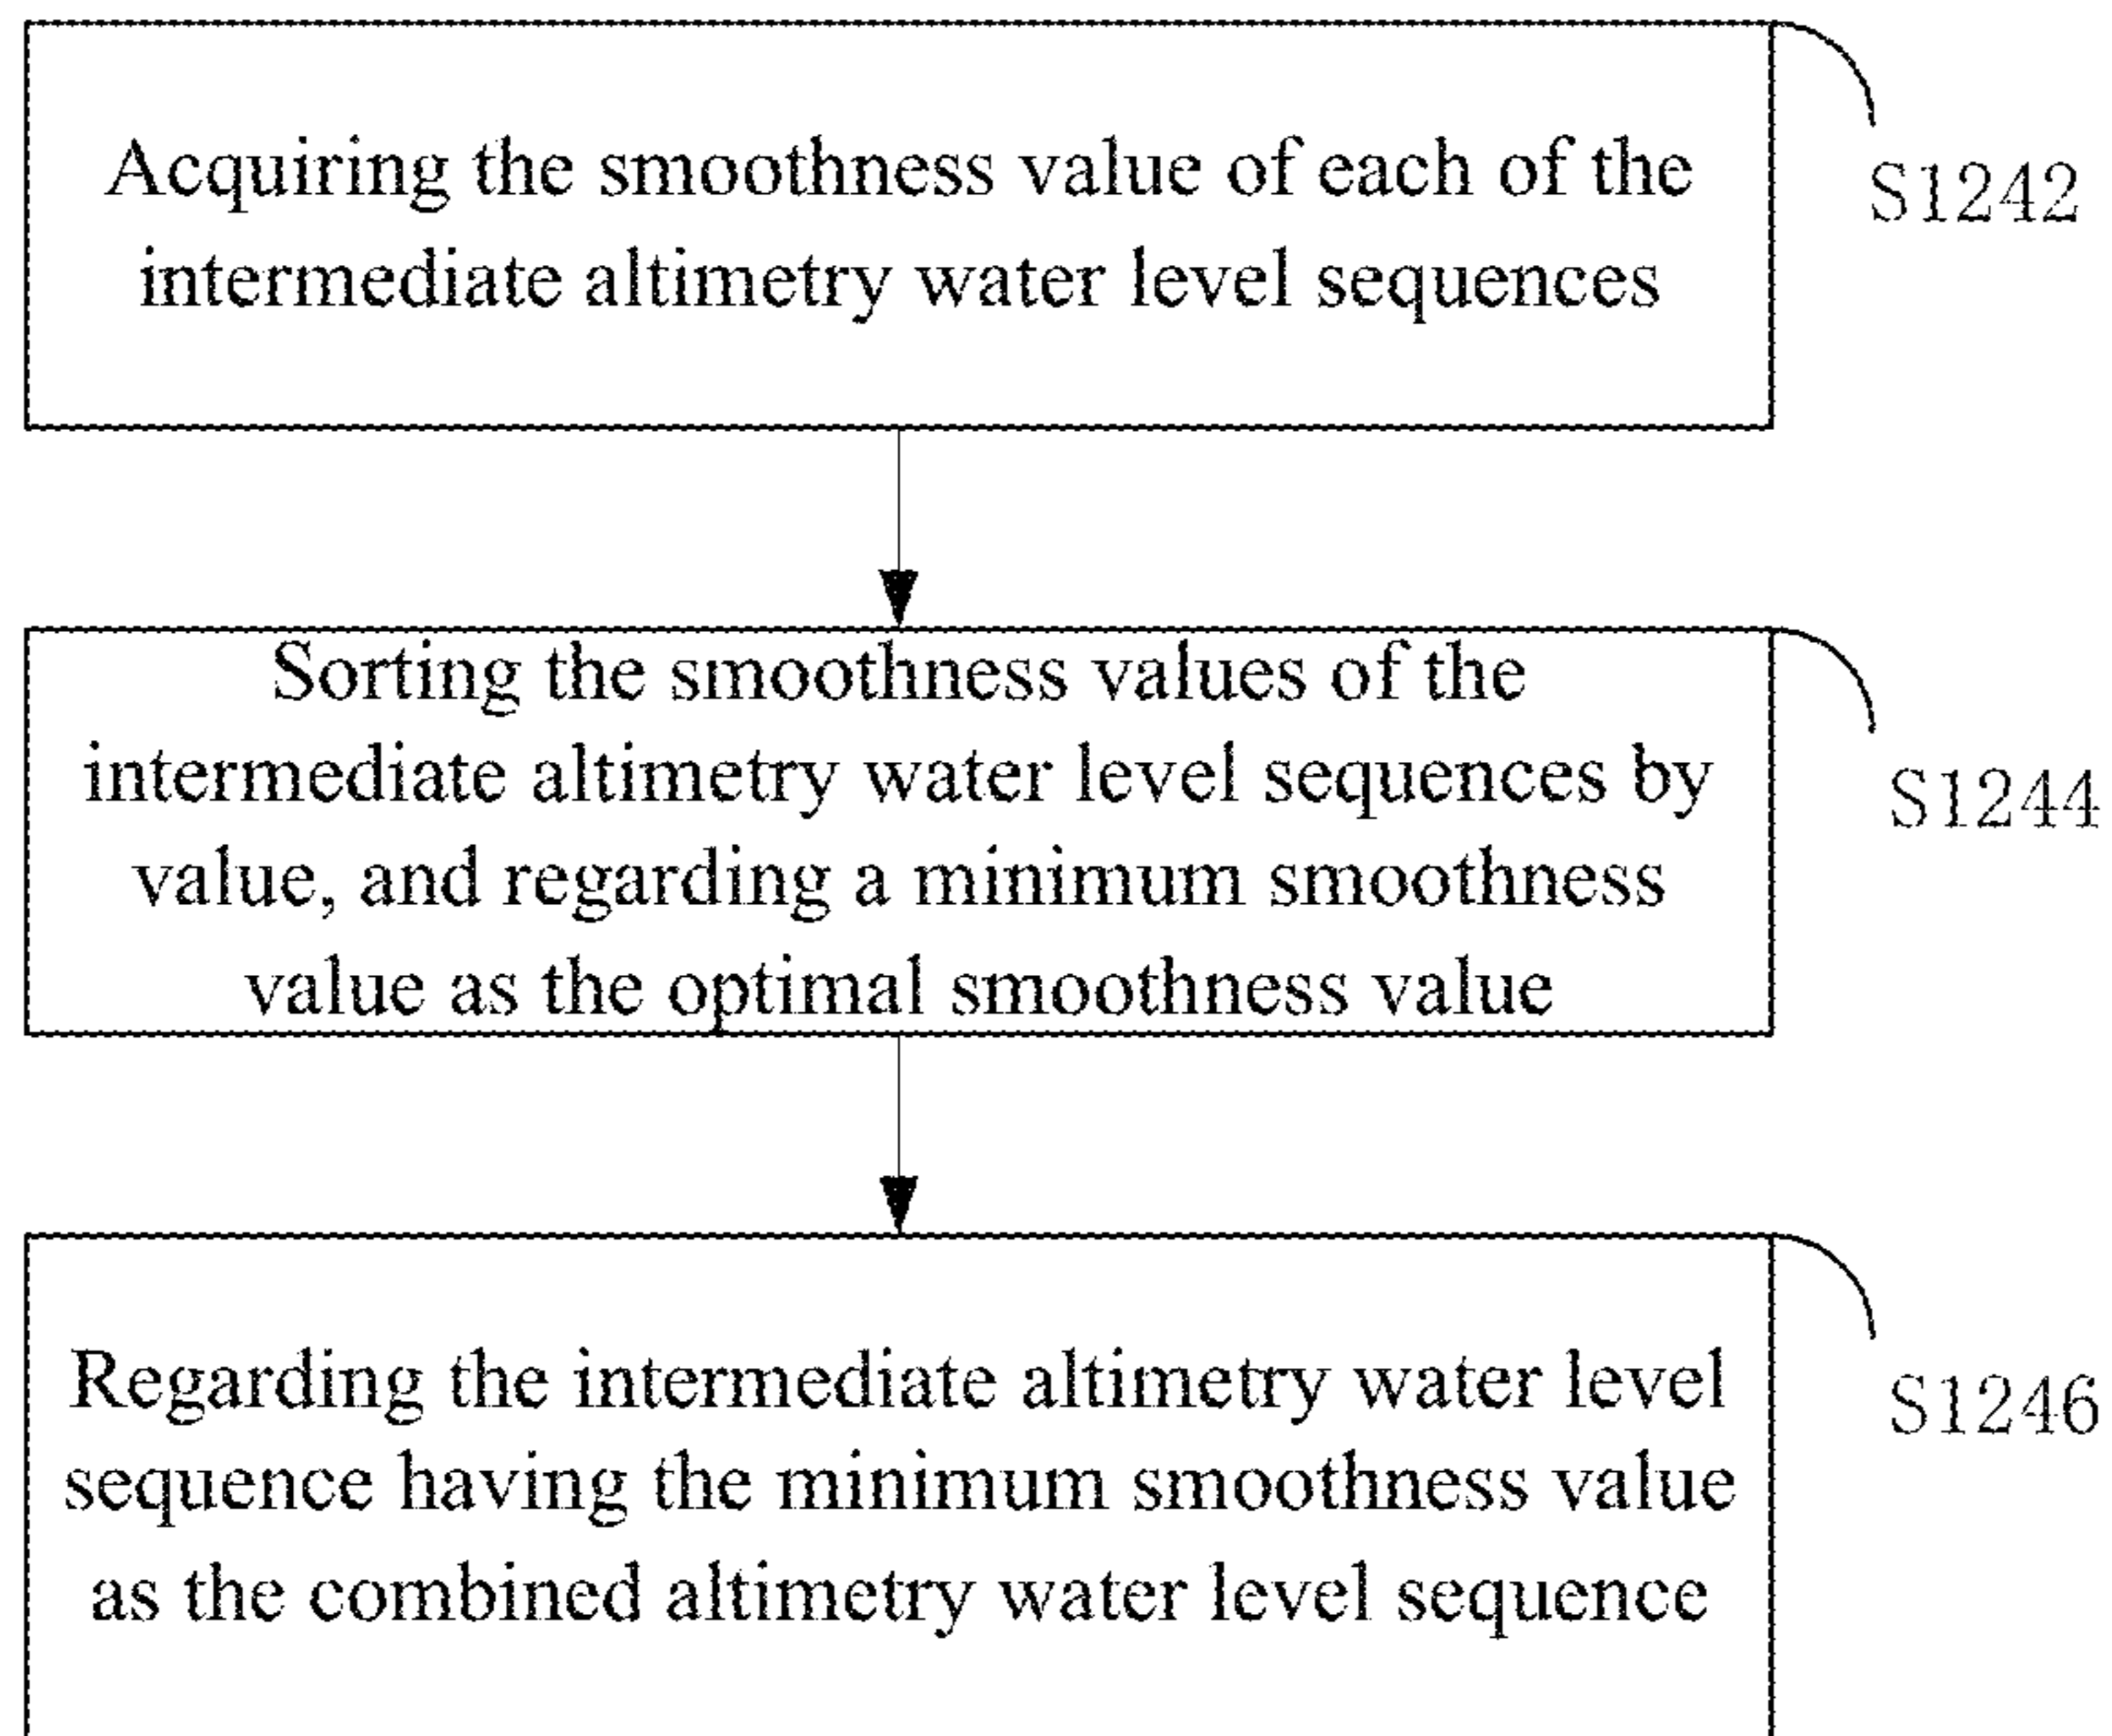 Acquiring the smoothness value of each of the
intermediate altimetry water level sequences
S1242
Sorting the smoothness values of the
intermediate altimetry water level sequences by
value, and regarding a minimum smoothness
value as the optimal smoothness value
S1244
Regarding the intermediate altimetry water level
sequence having the minimum smoothness value
as the combined altimetry water level sequence
S1246